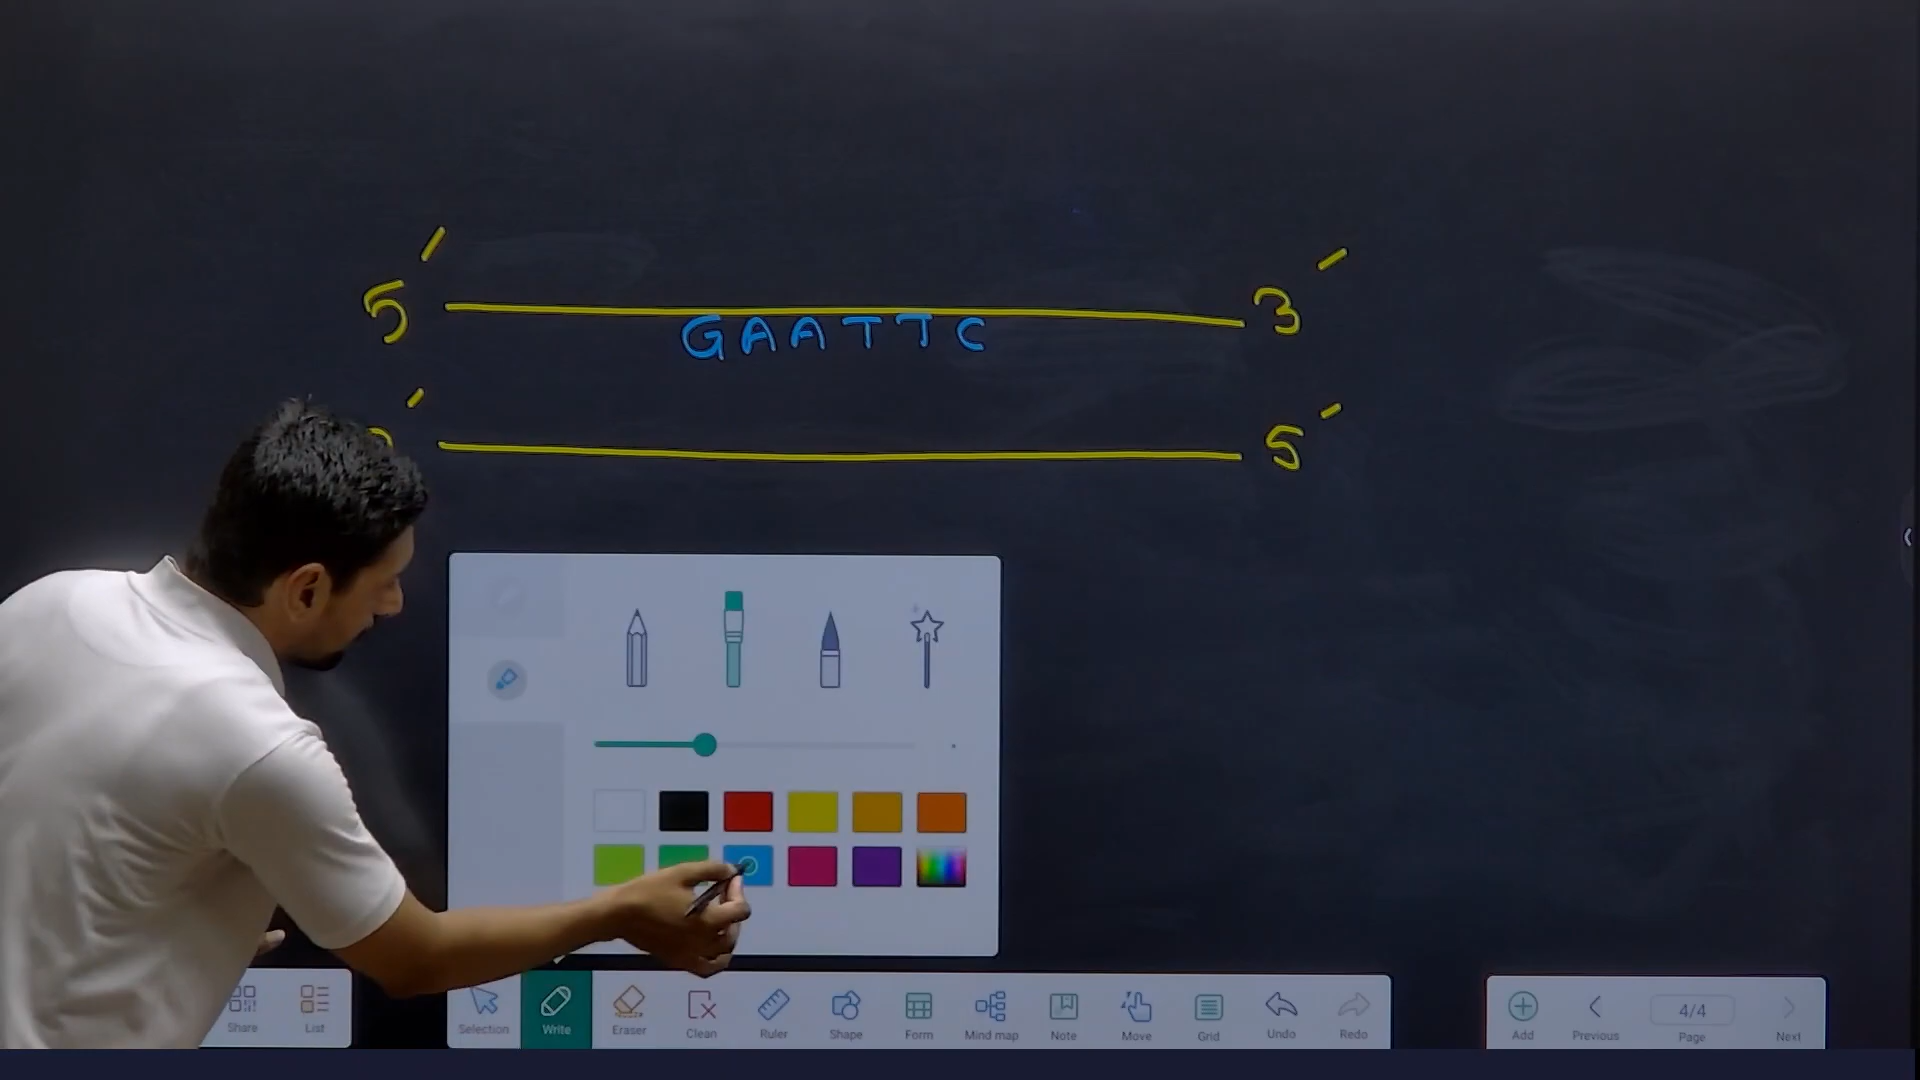 5′ 3′
GAATTC
′ 5′
Share List Selection Write Eraser Clean Ruler Shape Form Mind map Note Move Grid Undo Redo Add Previous 4/4 Page Next